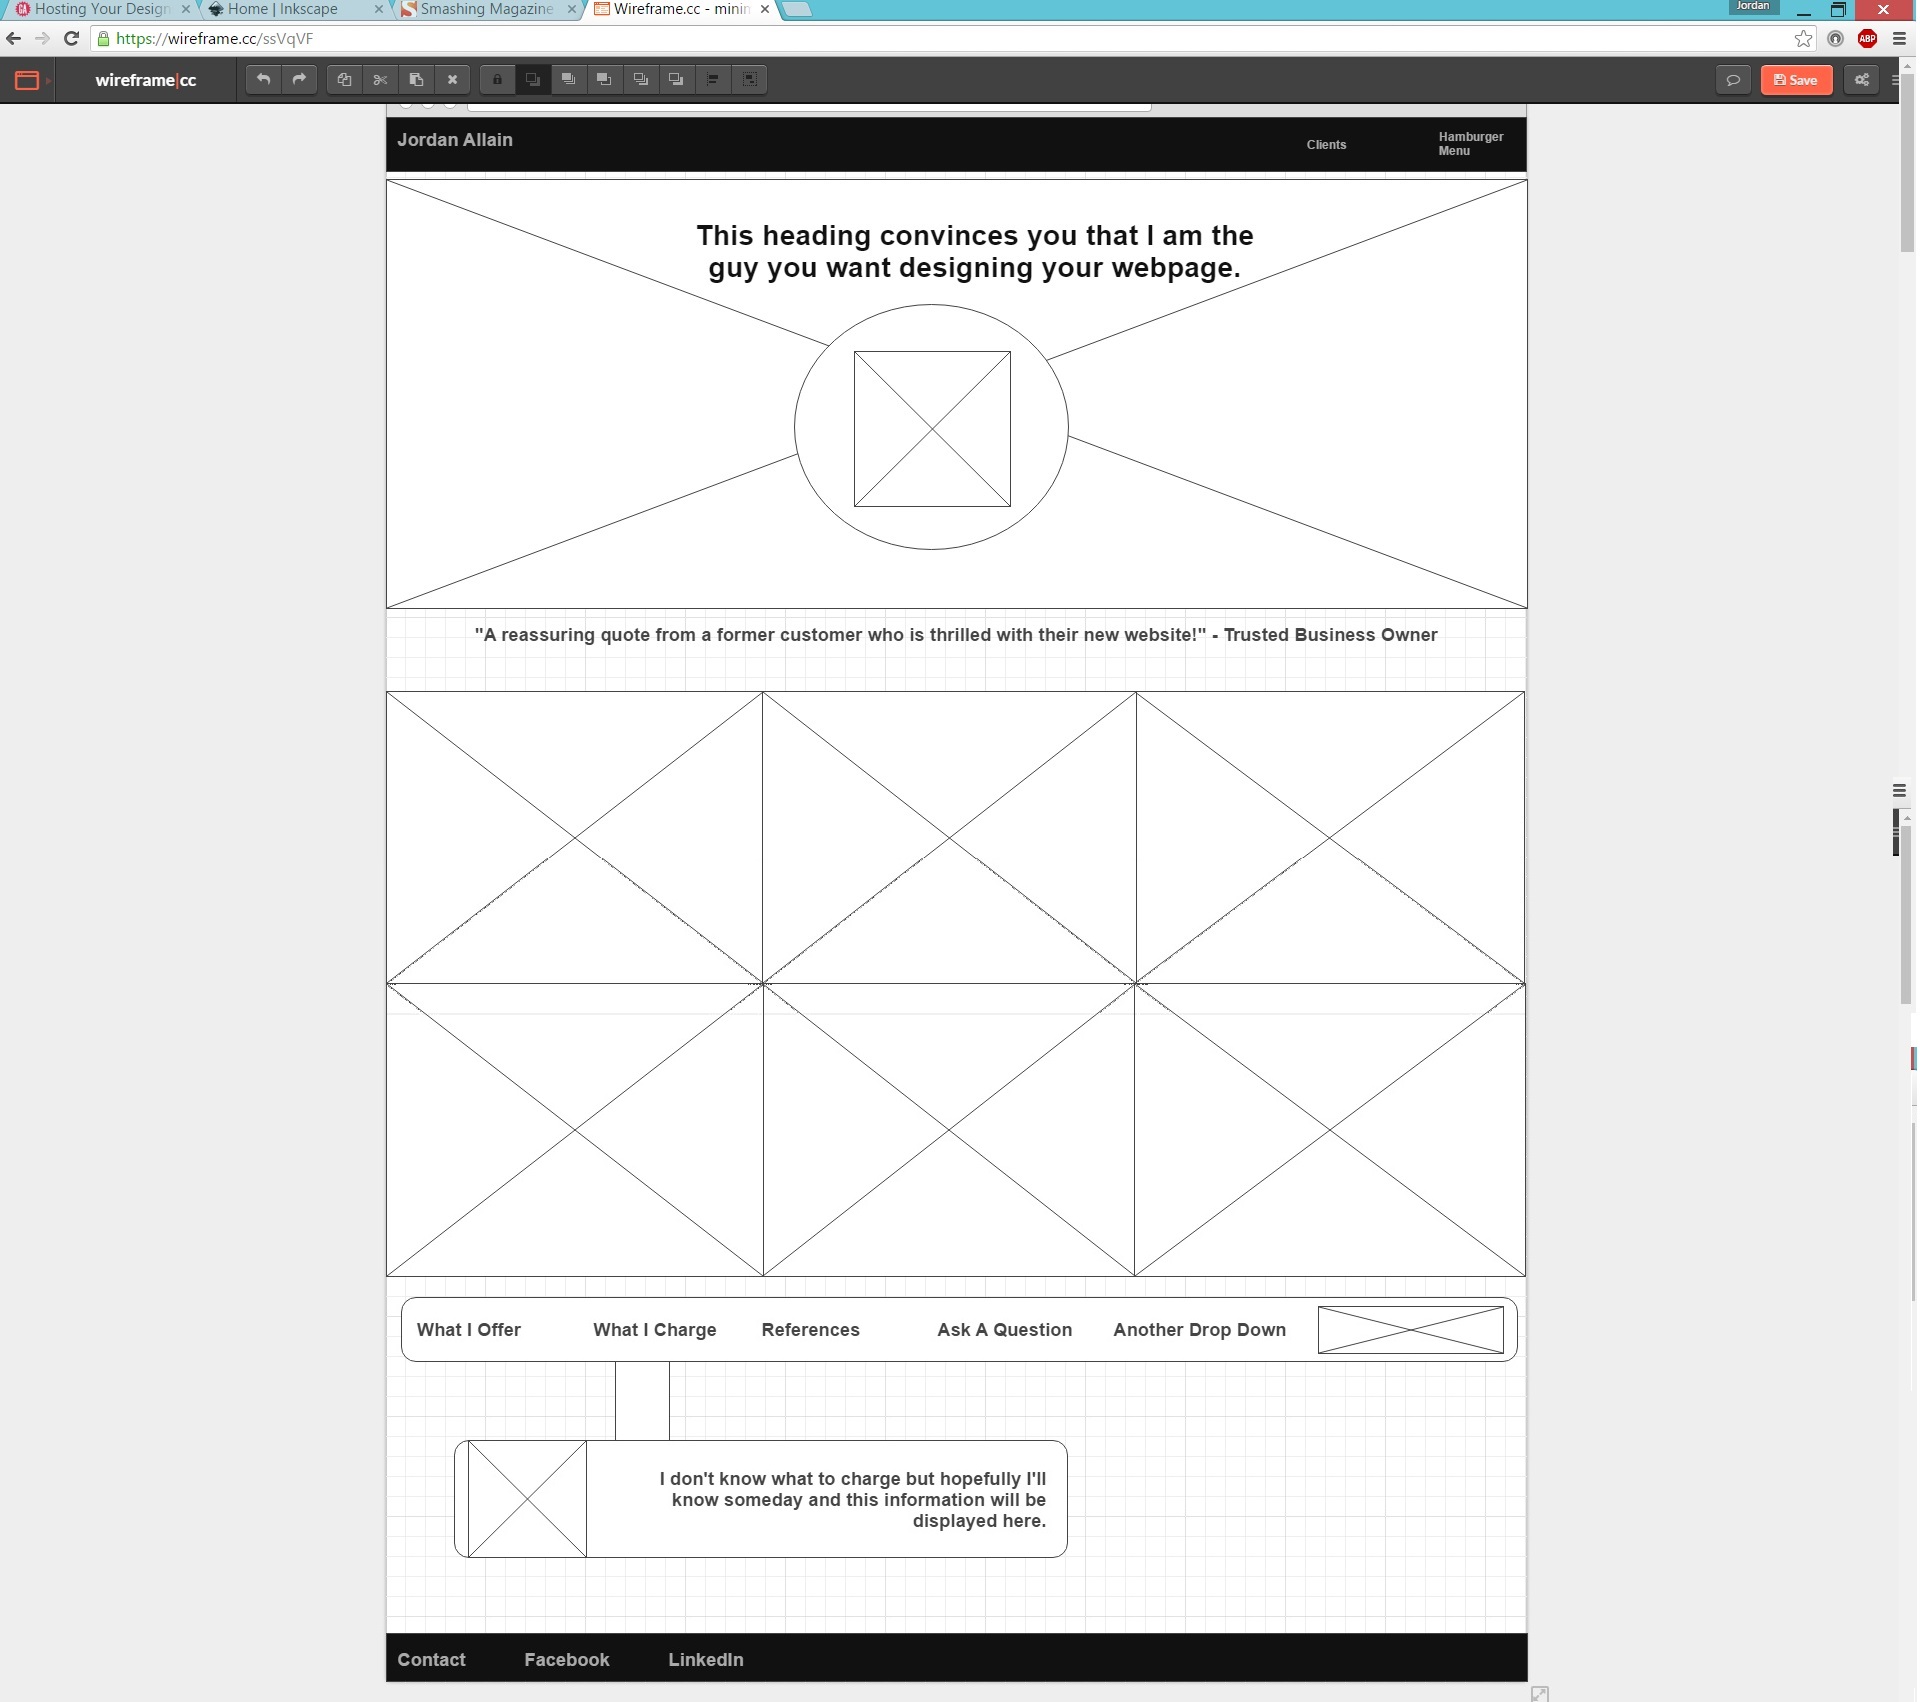 Jordan
Hosting Your Design
Home | Inkscape
Smashing Magazine
Wireframe.cc - minim
https://wireframe.cc/ssVqVF
ABP
wireframe|cc
Save
Jordan Allain
Clients
Hamburger
Menu
This heading convinces you that I am the
guy you want designing your webpage.
"A reassuring quote from a former customer who is thrilled with their new website!" - Trusted Business Owner
What I Offer
What I Charge
References
Ask A Question
Another Drop Down
I don't know what to charge but hopefully I'll
know someday and this information will be
displayed here.
Contact
Facebook
LinkedIn